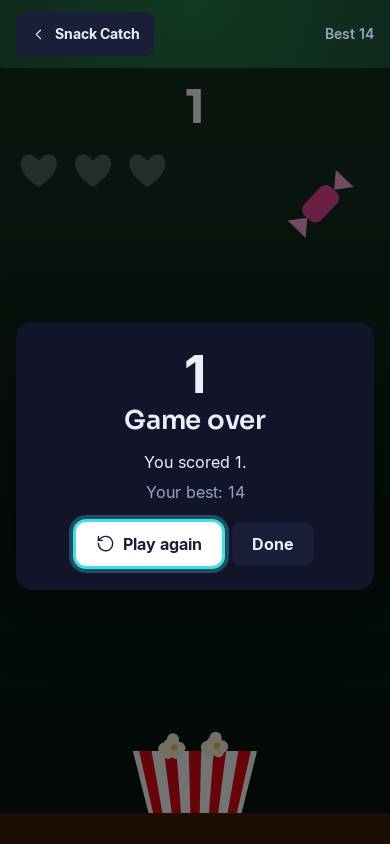 Snack Catch
Best 14
1
1
Game over
You scored 1.
Your best: 14
Play again
Done